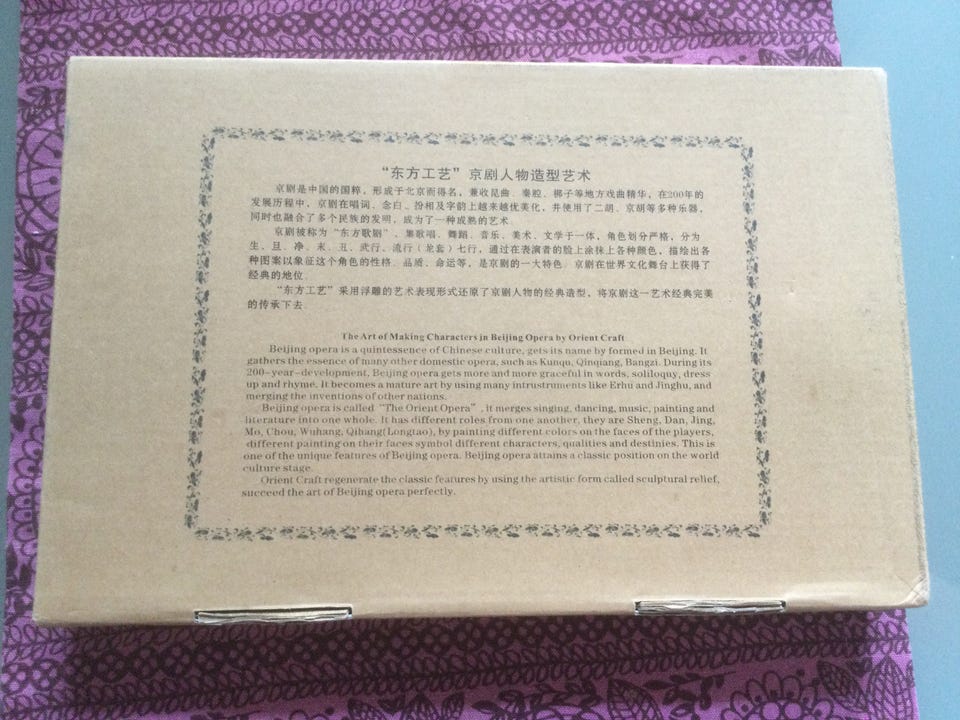 “东方工艺”京剧人物造型艺术
京剧是中国的国粹，形成于北京而得名，兼收昆曲、秦腔、梆子等地方戏曲精华，在200年的
发展历程中，京剧在唱词、念白、扮相及字韵上越来越优美化，并使用了二胡、京胡等多种乐器，
同时也融合了多个民族的发明，成为了一种成熟的艺术。
京剧被称为“东方歌剧”，集歌唱、舞蹈、音乐、美术、文学于一体，角色划分严格，分为
生、旦、净、末、丑、武行、流行（龙套）七行，通过在表演者的脸上涂抹上各种颜色，描绘出各
种图案以象征这个角色的性格、品质、命运等，是京剧的一大特色。京剧在世界文化舞台上获得了
经典的地位。
“东方工艺”采用浮雕的艺术表现形式还原了京剧人物的经典造型，将京剧这一艺术经典完美
的传承下去。
The Art of Making Characters in Beijing Opera by Orient Craft
Beijing opera is a quintessence of Chinese culture, gets its name by formed in Beijing. It
gathers the essence of many other domestic opera, such as Kunqu, Qinqiang, Bangzi. During its
200-year-development, Beijing opera gets more and more graceful in words, soliloquy, dress
up and rhyme. It becomes a mature art by using many intrustruments like Erhu and Jinghu, and
merging the inventions of other nations.
Beijing opera is called “The Orient Opera”, it merges singing, dancing, music, painting and
literature into one whole. It has different roles from one another, they are Sheng, Dan, Jing,
Mo, Chou, Wuhang, Qihang(Longtao), by painting different colors on the faces of the players,
different painting on their faces symbol different characters, qualities and destinies. This is
one of the unique features of Beijing opera. Beijing opera attains a classic position on the world
culture stage.
Orient Craft regenerate the classic features by using the artistic form called sculptural relief,
succeed the art of Beijing opera perfectly.